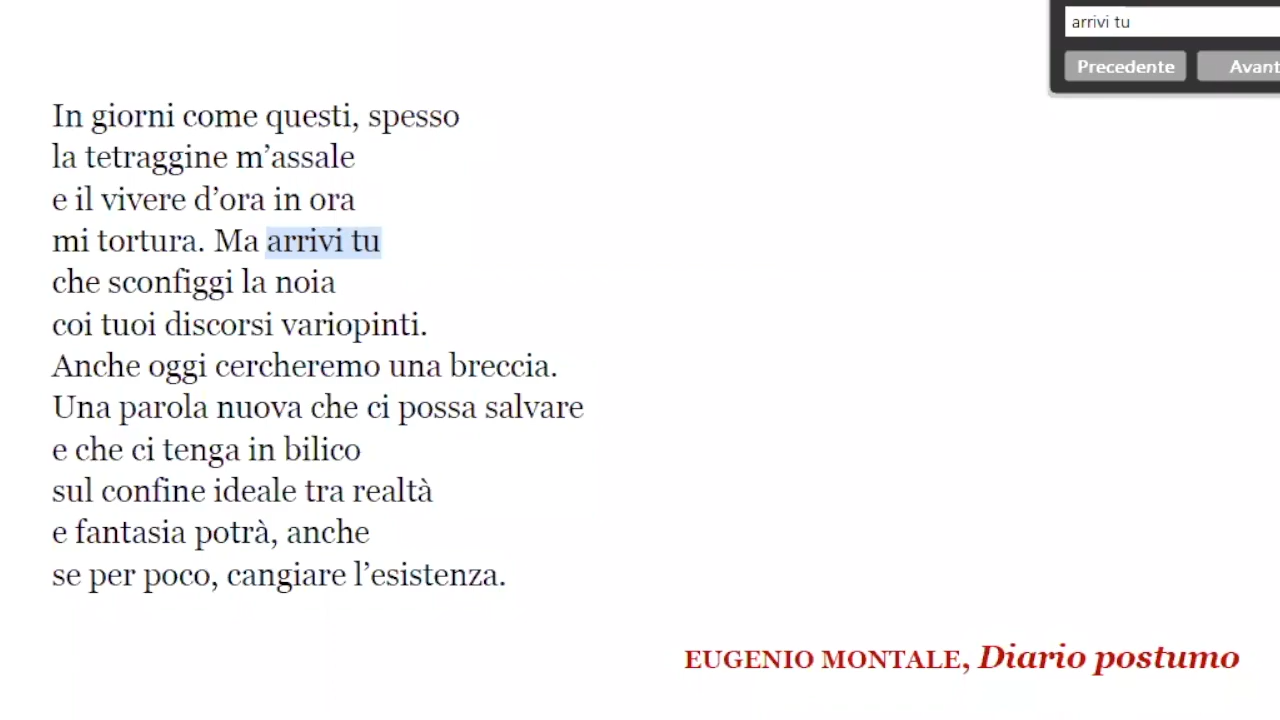 arrivi tu
Precedente Avant
In giorni come questi, spesso
la tetraggine m’assale
e il vivere d’ora in ora
mi tortura. Ma arrivi tu
che sconfiggi la noia
coi tuoi discorsi variopinti.
Anche oggi cercheremo una breccia.
Una parola nuova che ci possa salvare
e che ci tenga in bilico
sul confine ideale tra realtà
e fantasia potrà, anche
se per poco, cangiare l’esistenza.
EUGENIO MONTALE, Diario postumo